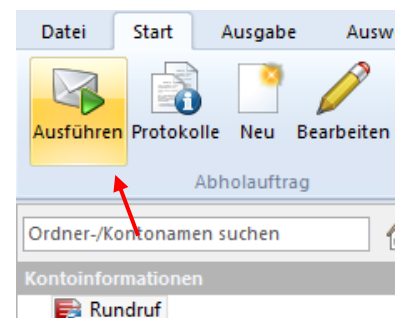 Datei Start Ausgabe Ausw
Ausführen Protokolle Neu Bearbeiten
Abholauftrag
Ordner-/Kontonamen suchen
Kontoinformationen
Rundruf